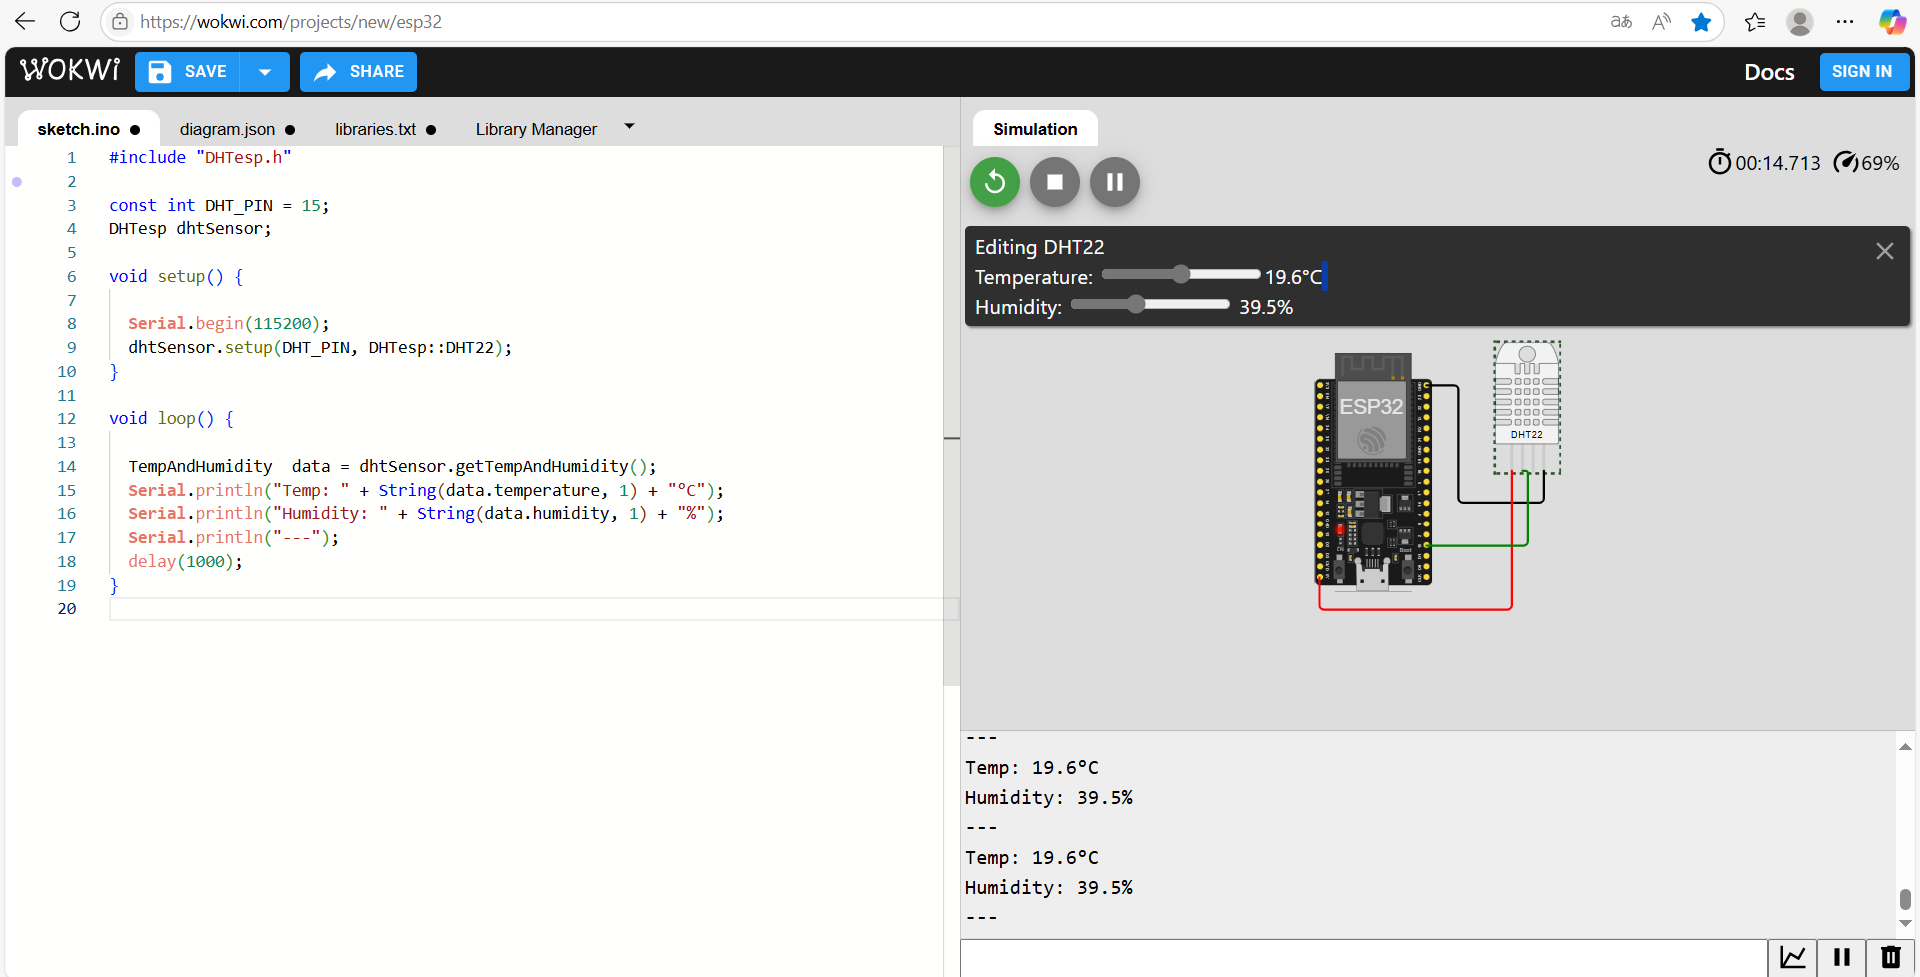 https://wokwi.com/projects/new/esp32
WOKWI SAVE SHARE Docs SIGN IN
sketch.ino ● diagram.json ● libraries.txt ● Library Manager
1 #include "DHTesp.h"
2
3 const int DHT_PIN = 15;
4 DHTesp dhtSensor;
5
6 void setup() {
7
8 Serial.begin(115200);
9 dhtSensor.setup(DHT_PIN, DHTesp::DHT22);
10 }
11
12 void loop() {
13
14 TempAndHumidity  data = dhtSensor.getTempAndHumidity();
15 Serial.println("Temp: " + String(data.temperature, 1) + "°C");
16 Serial.println("Humidity: " + String(data.humidity, 1) + "%");
17 Serial.println("---");
18 delay(1000);
19 }
20
Simulation
00:14.713 69%
Editing DHT22
Temperature: 19.6°C
Humidity: 39.5%
ESP32
DHT22
EN Boot
---
Temp: 19.6°C
Humidity: 39.5%
---
Temp: 19.6°C
Humidity: 39.5%
---